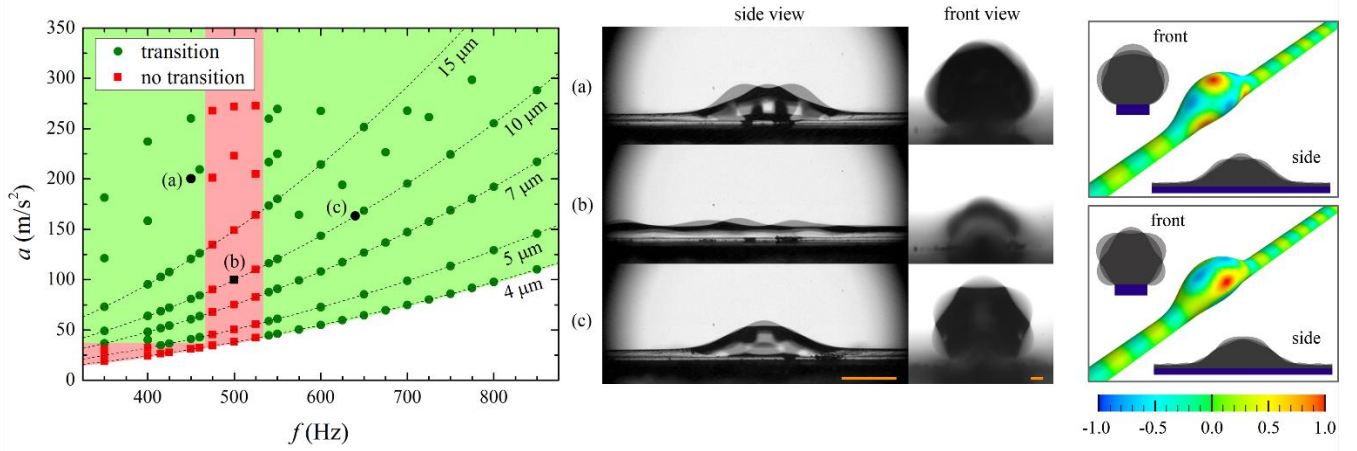 350
300
250
200
150
100
50
0
a (m/s²)
transition
no transition
15 μm
10 μm
7 μm
5 μm
4 μm
(a)
(b)
(c)
400
500
600
700
800
f (Hz)
side view
front view
(a)
(b)
(c)
front
side
front
side
-1.0
-0.5
0.0
0.5
1.0